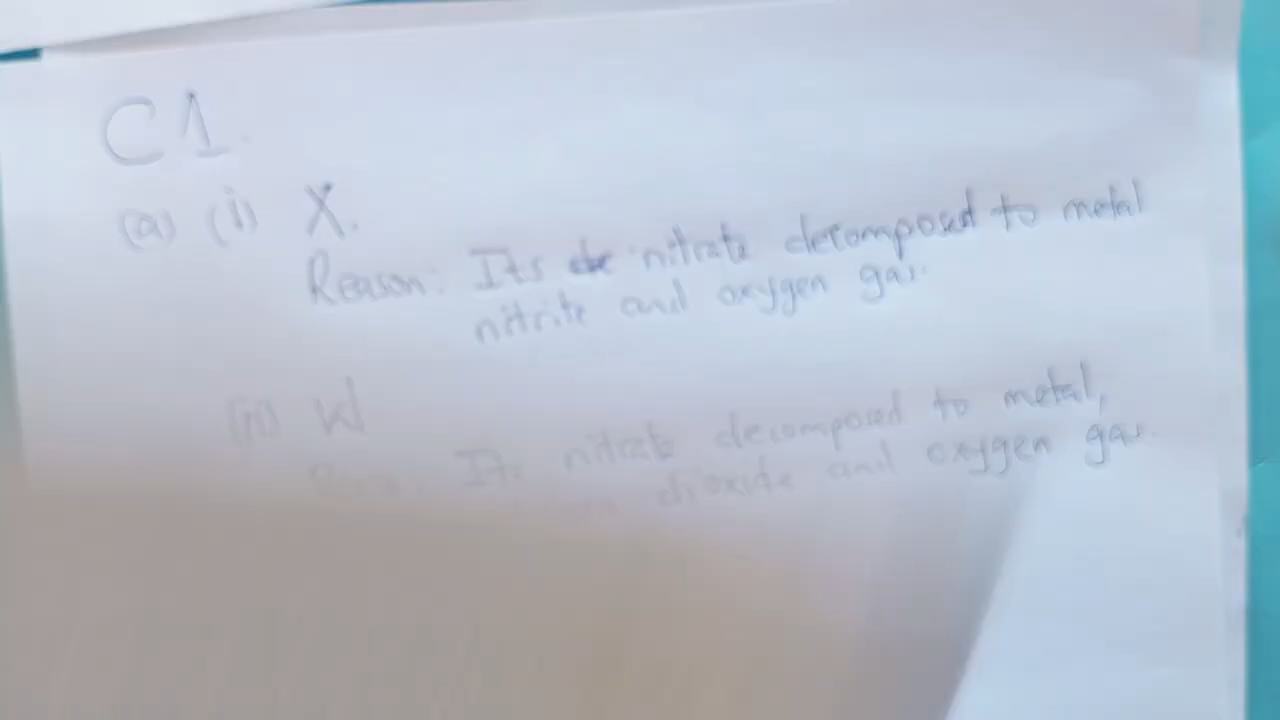 C1.
(a) (i) X.
Reason: Its nitrate decomposed to metal
nitrite and oxygen gas.
(ii) W
Its nitrate decomposed to metal,
dioxide and oxygen gas.